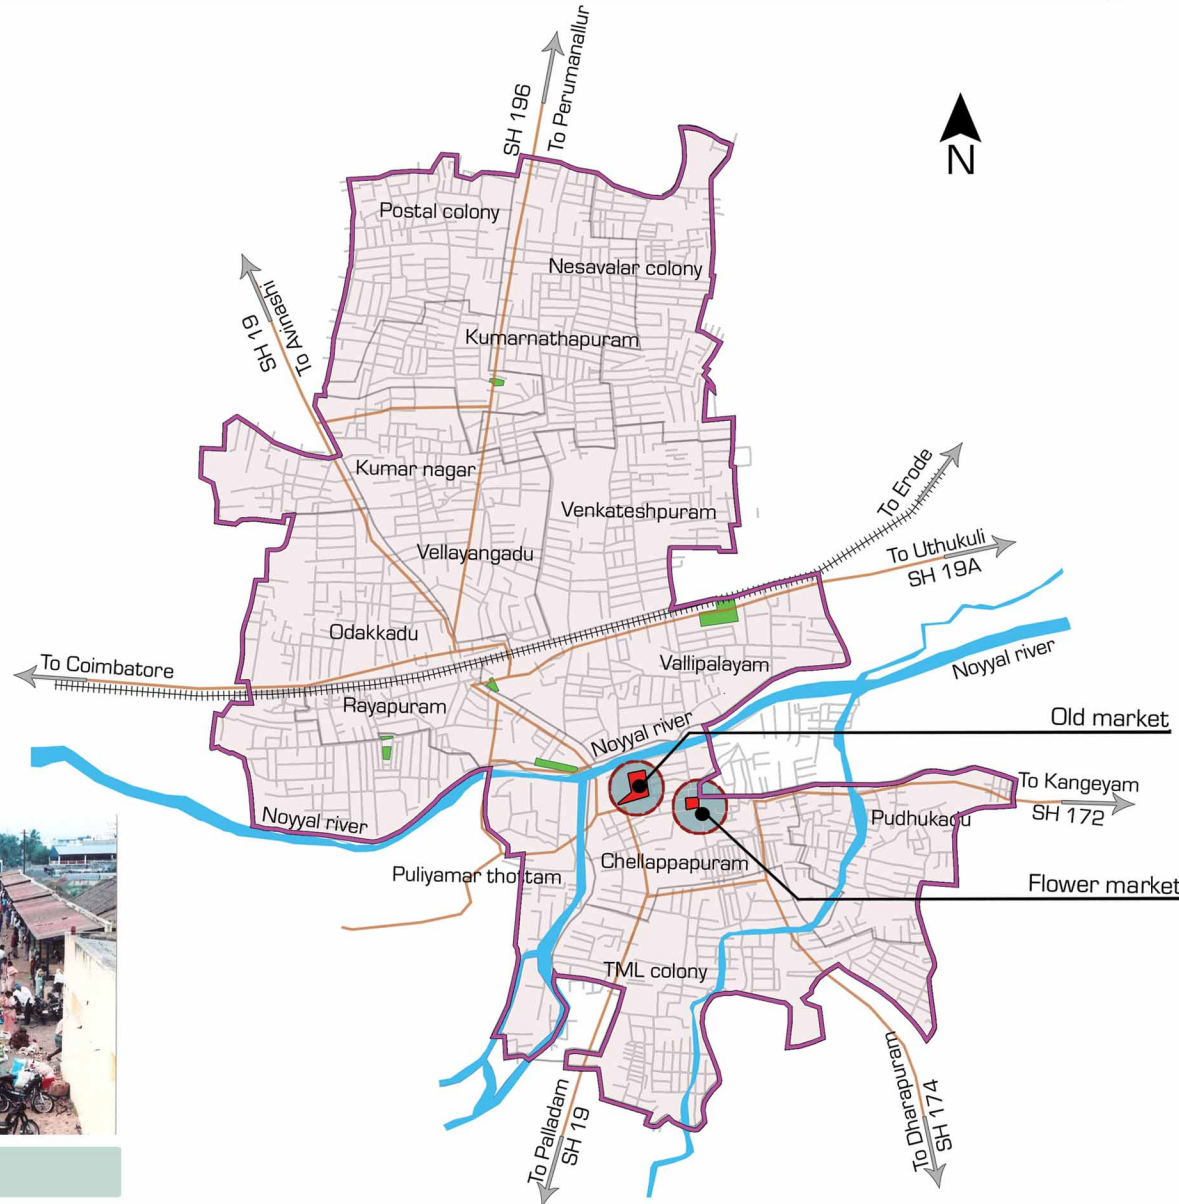 SH 196
To Perumanallur
N
Postal colony
Nesavalar colony
To Avinashi
SH 19
Kumarnathapuram
Kumar nagar
To Erode
Venkateshpuram
To Uthukuli
SH 19A
Vellayangadu
Odakkadu
To Coimbatore
Vallipalayam
Noyyal river
Rayapuram
Noyyal river
Old market
To Kangeyam
SH 172
Noyyal river
Pudhukadu
Chellappapuram
Puliyamar thottam
Flower market
TML colony
To Palladam
SH 19
To Dharapuram
SH 174